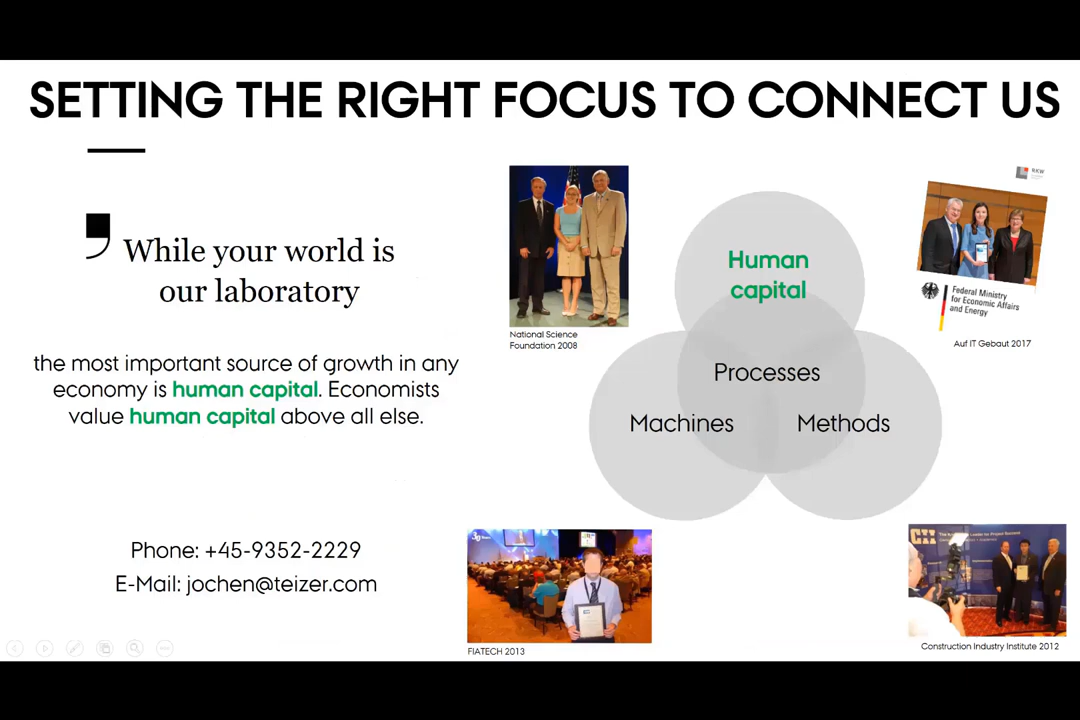 SETTING THE RIGHT FOCUS TO CONNECT US
While your world is
our laboratory
the most important source of growth in any
economy is human capital. Economists
value human capital above all else.
Phone: +45-9352-2229
E-Mail: jochen@teizer.com
National Science
Foundation 2008
Human
capital
Processes
Machines
Methods
RKW
Federal Ministry
for Economic Affairs
and Energy
Auf IT Gebaut 2017
FIATECH 2013
CII
Construction Industry Institute 2012